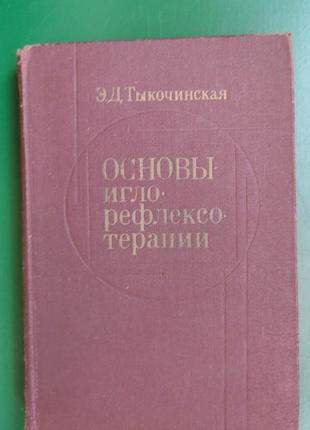 Э.Д.Тыкочинская
ОСНОВЫ
игло-
рефлексо-
терапии